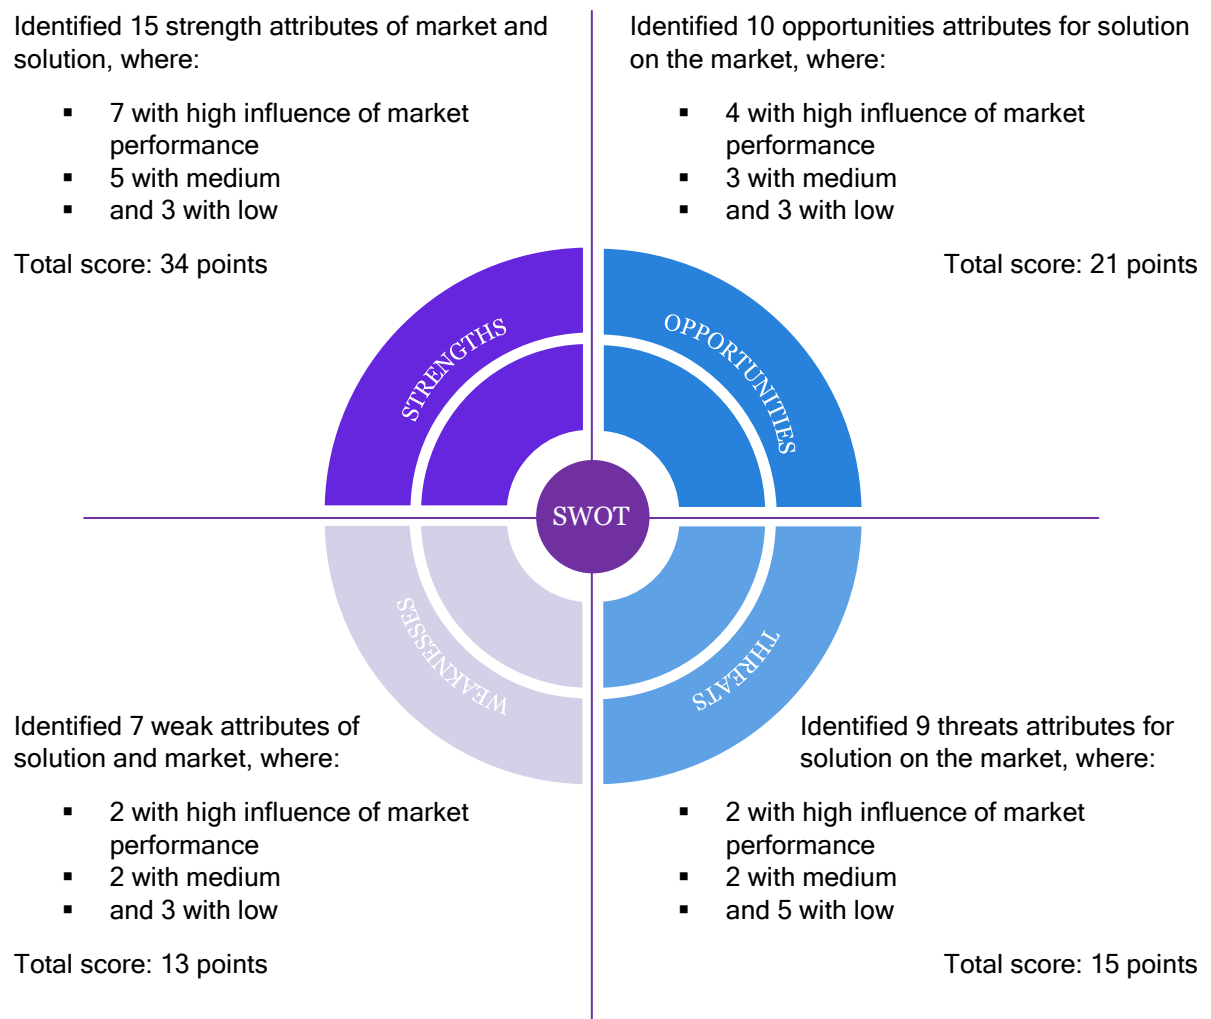 Identified 15 strength attributes of market and
solution, where:
▪ 7 with high influence of market
performance
▪ 5 with medium
▪ and 3 with low
Total score: 34 points
Identified 10 opportunities attributes for solution
on the market, where:
▪ 4 with high influence of market
performance
▪ 3 with medium
▪ and 3 with low
Total score: 21 points
STRENGTHS
OPPORTUNITIES
SWOT
WEAKNESSES
THREATS
Identified 7 weak attributes of
solution and market, where:
▪ 2 with high influence of market
performance
▪ 2 with medium
▪ and 3 with low
Total score: 13 points
Identified 9 threats attributes for
solution on the market, where:
▪ 2 with high influence of market
performance
▪ 2 with medium
▪ and 5 with low
Total score: 15 points